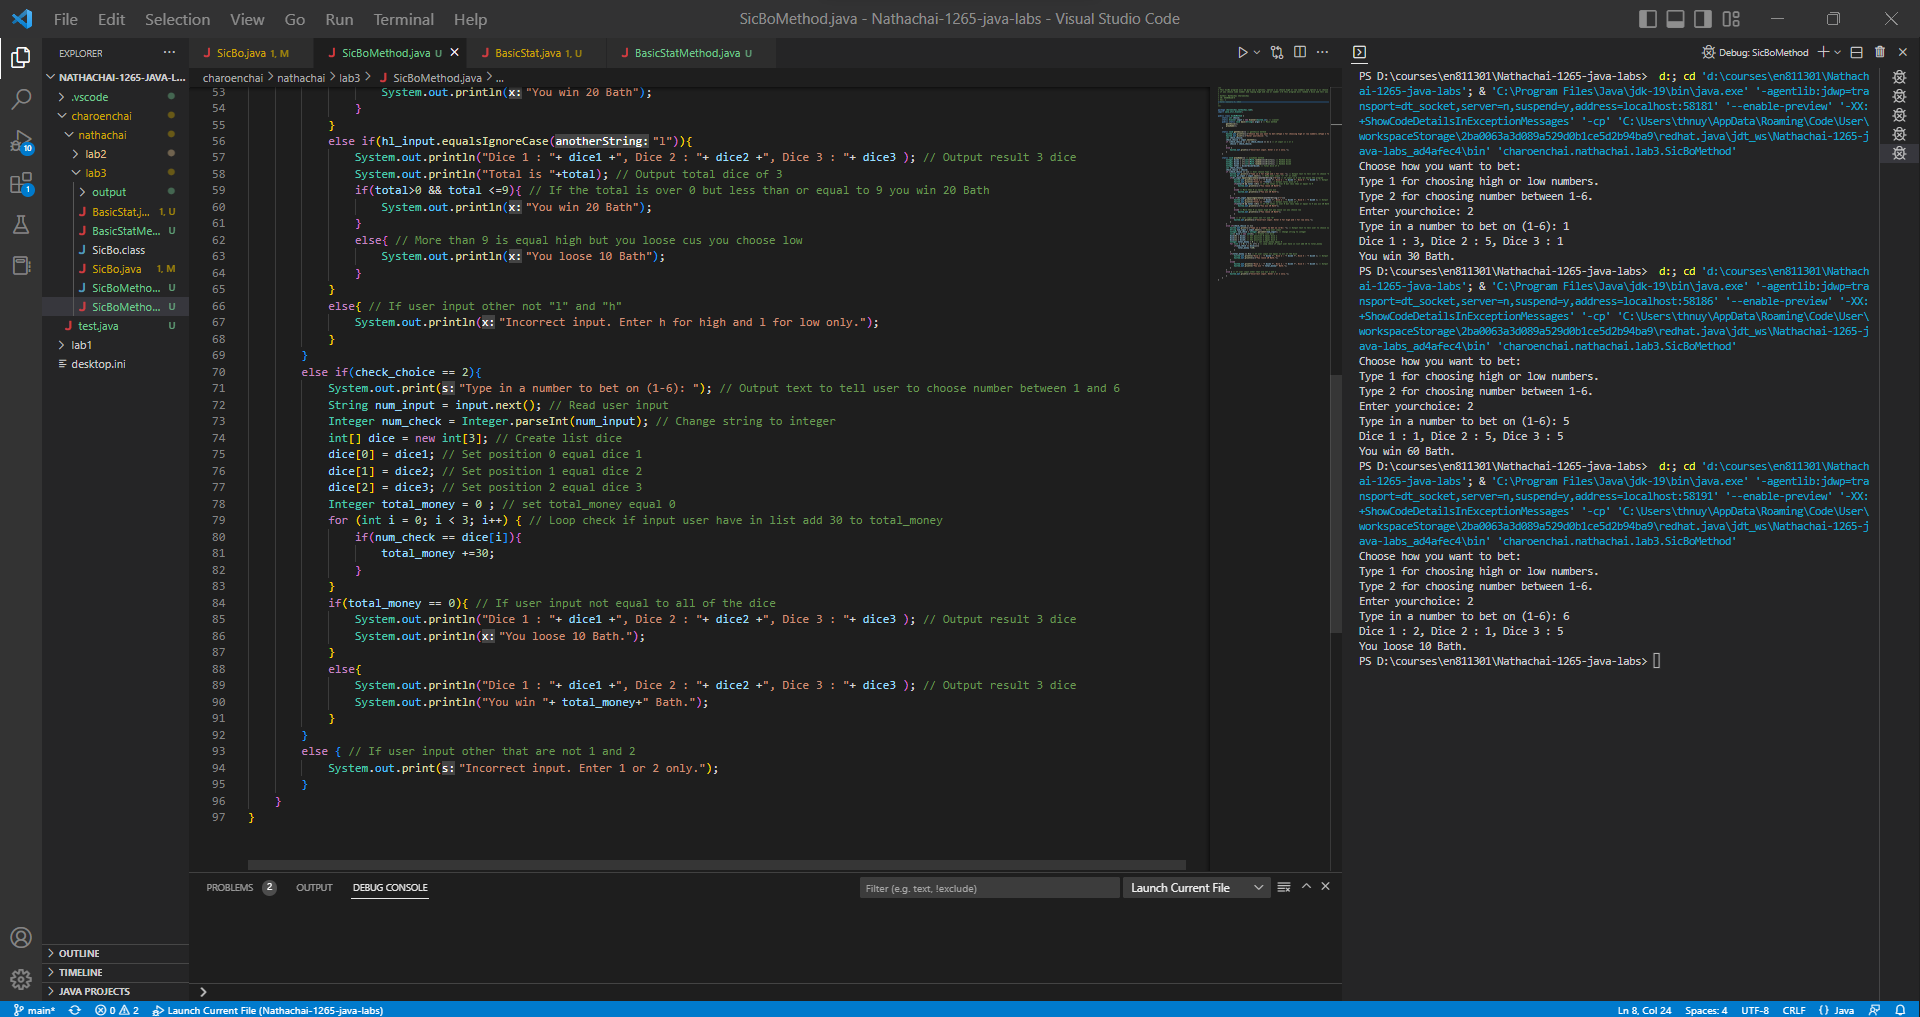 File Edit Selection View Go Run Terminal Help
SicBoMethod.java - Nathachai-1265-java-labs - Visual Studio Code
EXPLORER
NATHACHAI-1265-JAVA-L...
.vscode
charoenchai
nathachai
lab2
lab3
output
BasicStat.j... 1, U
BasicStatMe... U
SicBo.class
SicBo.java 1, M
SicBoMetho... U
SicBoMetho... U
test.java U
lab1
desktop.ini
OUTLINE
TIMELINE
JAVA PROJECTS
10
1
SicBo.java 1, M
SicBoMethod.java U
BasicStat.java 1, U
BasicStatMethod.java U
charoenchai > nathachai > lab3 > SicBoMethod.java > ...
53 System.out.println(x: "You win 20 Bath");
54 }
55 }
56 else if(hl_input.equalsIgnoreCase(anotherString: "l")){
57 System.out.println("Dice 1 : "+ dice1 +", Dice 2 : "+ dice2 +", Dice 3 : "+ dice3 ); // Output result 3 dice
58 System.out.println("Total is "+total); // Output total dice of 3
59 if(total>0 && total <=9){ // If the total is over 0 but less than or equal to 9 you win 20 Bath
60 System.out.println(x: "You win 20 Bath");
61 }
62 else{ // More than 9 is equal high but you loose cus you choose low
63 System.out.println(x: "You loose 10 Bath");
64 }
65 }
66 else{ // If user input other not "l" and "h"
67 System.out.println(x: "Incorrect input. Enter h for high and l for low only.");
68 }
69 }
70 else if(check_choice == 2){
71 System.out.print(s: "Type in a number to bet on (1-6): "); // Output text to tell user to choose number between 1 and 6
72 String num_input = input.next(); // Read user input
73 Integer num_check = Integer.parseInt(num_input); // Change string to integer
74 int[] dice = new int[3]; // Create list dice
75 dice[0] = dice1; // Set position 0 equal dice 1
76 dice[1] = dice2; // Set position 1 equal dice 2
77 dice[2] = dice3; // Set position 2 equal dice 3
78 Integer total_money = 0 ; // set total_money equal 0
79 for (int i = 0; i < 3; i++) { // Loop check if input user have in list add 30 to total_money
80 if(num_check == dice[i]){
81 total_money +=30;
82 }
83 }
84 if(total_money == 0){ // If user input not equal to all of the dice
85 System.out.println("Dice 1 : "+ dice1 +", Dice 2 : "+ dice2 +", Dice 3 : "+ dice3 ); // Output result 3 dice
86 System.out.println(x: "You loose 10 Bath.");
87 }
88 else{
89 System.out.println("Dice 1 : "+ dice1 +", Dice 2 : "+ dice2 +", Dice 3 : "+ dice3 ); // Output result 3 dice
90 System.out.println("You win "+ total_money+" Bath.");
91 }
92 }
93 else { // If user input other that are not 1 and 2
94 System.out.print(s: "Incorrect input. Enter 1 or 2 only.");
95 }
96 }
97 }
PROBLEMS 2 OUTPUT DEBUG CONSOLE
Filter (e.g. text, !exclude)
Launch Current File
Debug: SicBoMethod
PS D:\courses\en811301\Nathachai-1265-java-labs> d:; cd 'd:\courses\en811301\Nathach
ai-1265-java-labs'; & 'C:\Program Files\Java\jdk-19\bin\java.exe' '-agentlib:jdwp=tra
nsport=dt_socket,server=n,suspend=y,address=localhost:58181' '--enable-preview' '-XX:
+ShowCodeDetailsInExceptionMessages' '-cp' 'C:\Users\thnuy\AppData\Roaming\Code\User\
workspaceStorage\2ba0063a3d089a529d0b1ce5d2b94ba9\redhat.java\jdt_ws\Nathachai-1265-j
ava-labs_ad4afec4\bin' 'charoenchai.nathachai.lab3.SicBoMethod'
Choose how you want to bet:
Type 1 for choosing high or low numbers.
Type 2 for choosing number between 1-6.
Enter yourchoice: 2
Type in a number to bet on (1-6): 1
Dice 1 : 3, Dice 2 : 5, Dice 3 : 1
You win 30 Bath.
PS D:\courses\en811301\Nathachai-1265-java-labs> d:; cd 'd:\courses\en811301\Nathach
ai-1265-java-labs'; & 'C:\Program Files\Java\jdk-19\bin\java.exe' '-agentlib:jdwp=tra
nsport=dt_socket,server=n,suspend=y,address=localhost:58186' '--enable-preview' '-XX:
+ShowCodeDetailsInExceptionMessages' '-cp' 'C:\Users\thnuy\AppData\Roaming\Code\User\
workspaceStorage\2ba0063a3d089a529d0b1ce5d2b94ba9\redhat.java\jdt_ws\Nathachai-1265-j
ava-labs_ad4afec4\bin' 'charoenchai.nathachai.lab3.SicBoMethod'
Choose how you want to bet:
Type 1 for choosing high or low numbers.
Type 2 for choosing number between 1-6.
Enter yourchoice: 2
Type in a number to bet on (1-6): 5
Dice 1 : 1, Dice 2 : 5, Dice 3 : 5
You win 60 Bath.
PS D:\courses\en811301\Nathachai-1265-java-labs> d:; cd 'd:\courses\en811301\Nathach
ai-1265-java-labs'; & 'C:\Program Files\Java\jdk-19\bin\java.exe' '-agentlib:jdwp=tra
nsport=dt_socket,server=n,suspend=y,address=localhost:58191' '--enable-preview' '-XX:
+ShowCodeDetailsInExceptionMessages' '-cp' 'C:\Users\thnuy\AppData\Roaming\Code\User\
workspaceStorage\2ba0063a3d089a529d0b1ce5d2b94ba9\redhat.java\jdt_ws\Nathachai-1265-j
ava-labs_ad4afec4\bin' 'charoenchai.nathachai.lab3.SicBoMethod'
Choose how you want to bet:
Type 1 for choosing high or low numbers.
Type 2 for choosing number between 1-6.
Enter yourchoice: 2
Type in a number to bet on (1-6): 6
Dice 1 : 2, Dice 2 : 1, Dice 3 : 5
You loose 10 Bath.
PS D:\courses\en811301\Nathachai-1265-java-labs>
main* 0 2 Launch Current File (Nathachai-1265-java-labs)
Ln 8, Col 24 Spaces: 4 UTF-8 CRLF {} Java